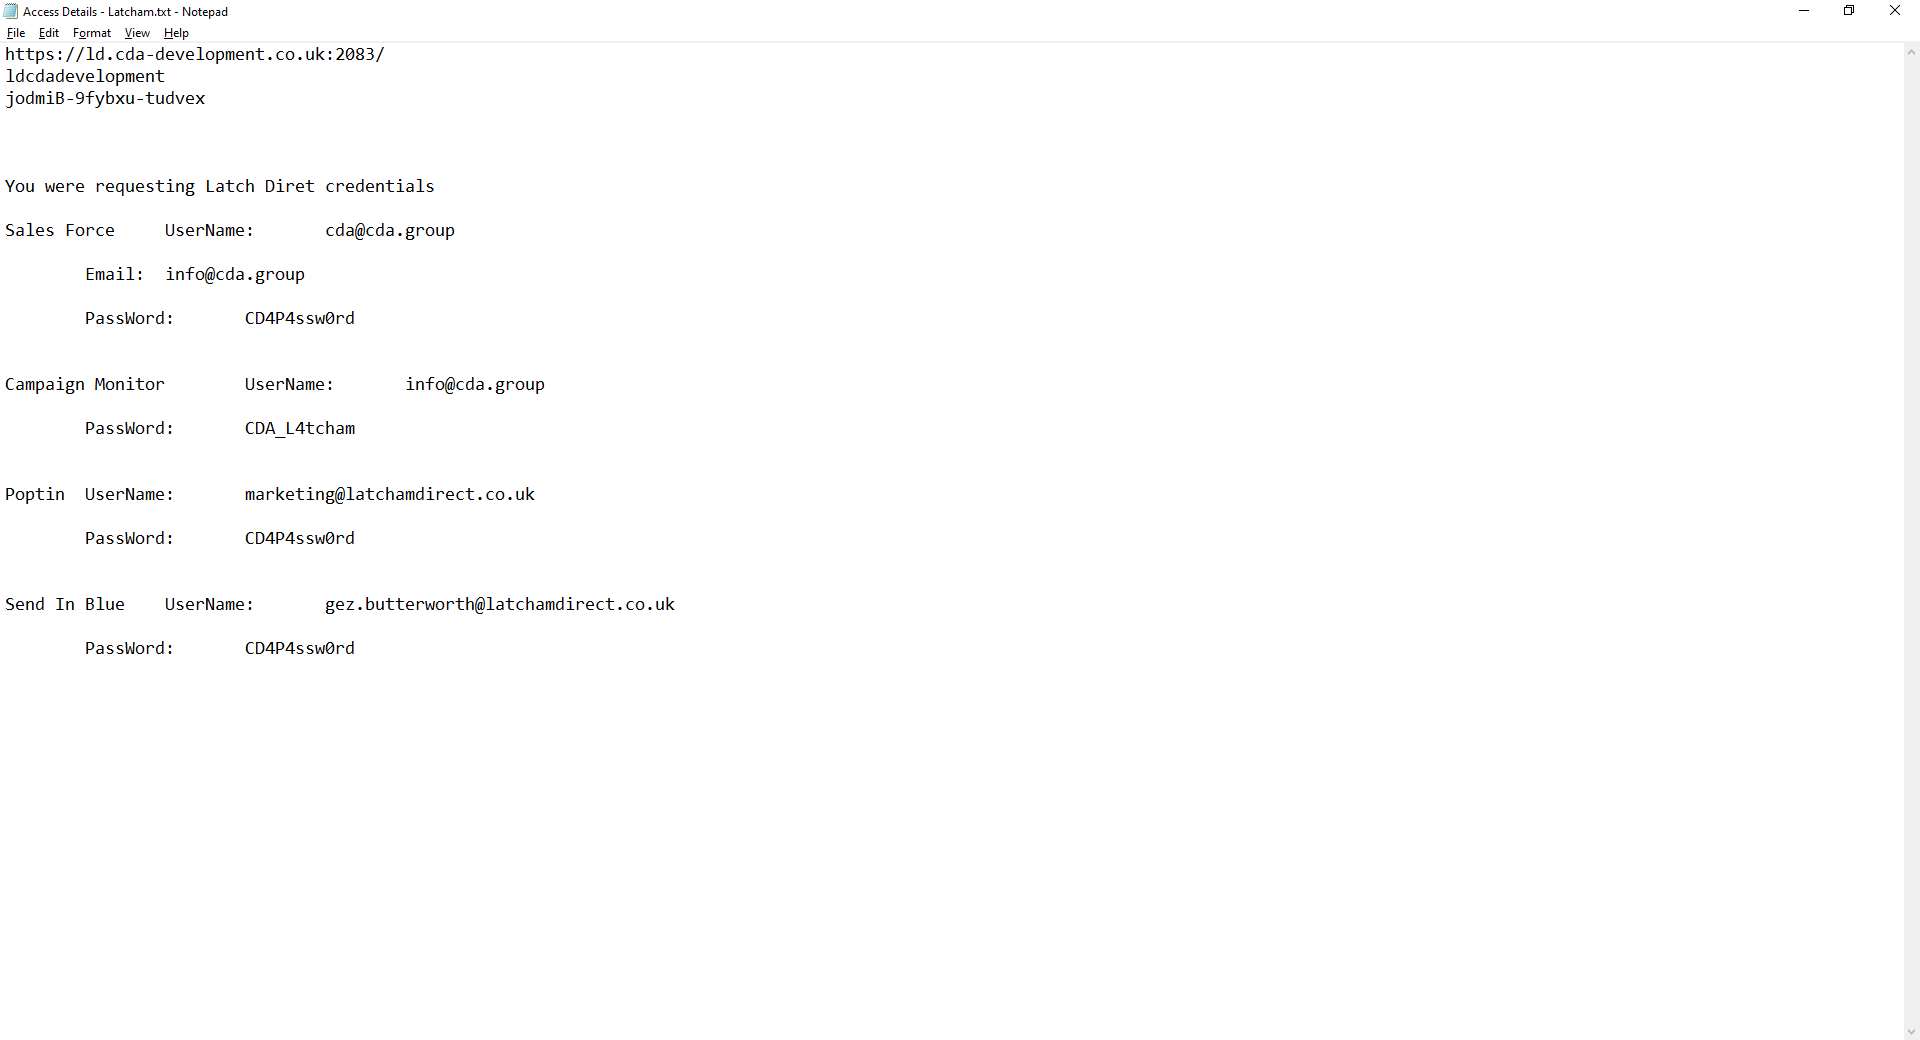 Access Details - Latcham.txt - Notepad
File Edit Format View Help
https://ld.cda-development.co.uk:2083/
ldcdadevelopment
jodmiB-9fybxu-tudvex
You were requesting Latch Diret credentials
Sales Force UserName: cda@cda.group
Email: info@cda.group
PassWord: CD4P4ssw0rd
Campaign Monitor UserName: info@cda.group
PassWord: CDA_L4tcham
Poptin UserName: marketing@latchamdirect.co.uk
PassWord: CD4P4ssw0rd
Send In Blue UserName: gez.butterworth@latchamdirect.co.uk
PassWord: CD4P4ssw0rd